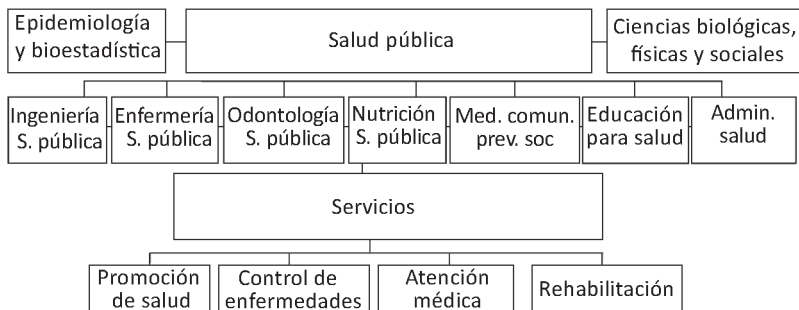 Epidemiología
y bioestadística
Salud pública
Ciencias biológicas,
físicas y sociales
Ingeniería
S. pública
Enfermería
S. pública
Odontología
S. pública
Nutrición
S. pública
Med. comun.
prev. soc
Educación
para salud
Admin.
salud
Servicios
Promoción
de salud
Control de
enfermedades
Atención
médica
Rehabilitación